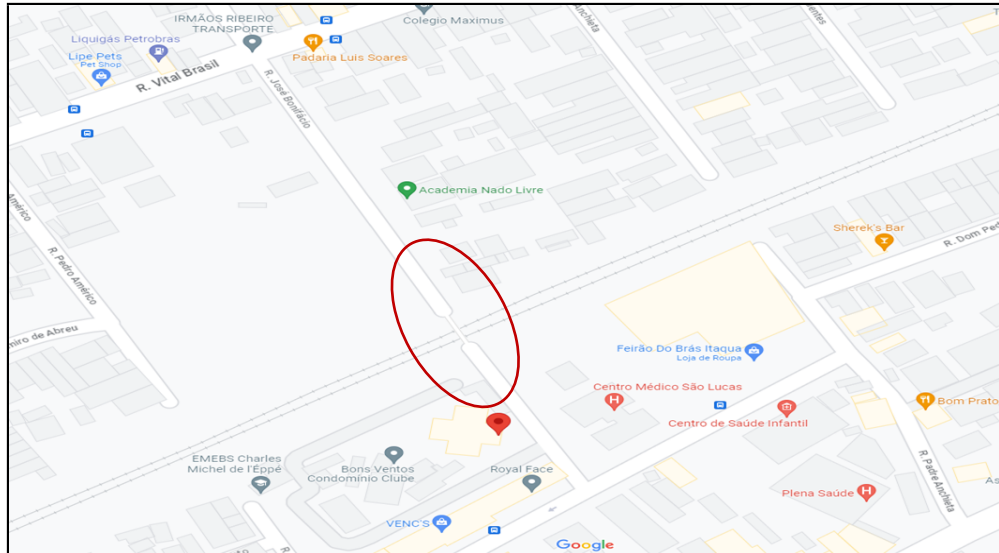 IRMÃOS RIBEIRO
TRANSPORTE
Colegio Maximus
Liquigás Petrobras
Padaria Luis Soares
Lipe Pets
Pet Shop
R. Vital Brasil
R. José Bonifácio
Anchieta
Academia Nado Livre
Américo
R. Pedro Américo
Sherek's Bar
R. Dom Ped
miro de Abreu
Feirão Do Brás Itaqua
Loja de Roupa
Centro Médico São Lucas
Bom Prato
Centro de Saúde Infantil
EMEBS Charles
Michel de l'Éppé
Bons Ventos
Condomínio Clube
Royal Face
R. Padre Anchieta
As
Plena Saúde
VENC'S
R.
Google